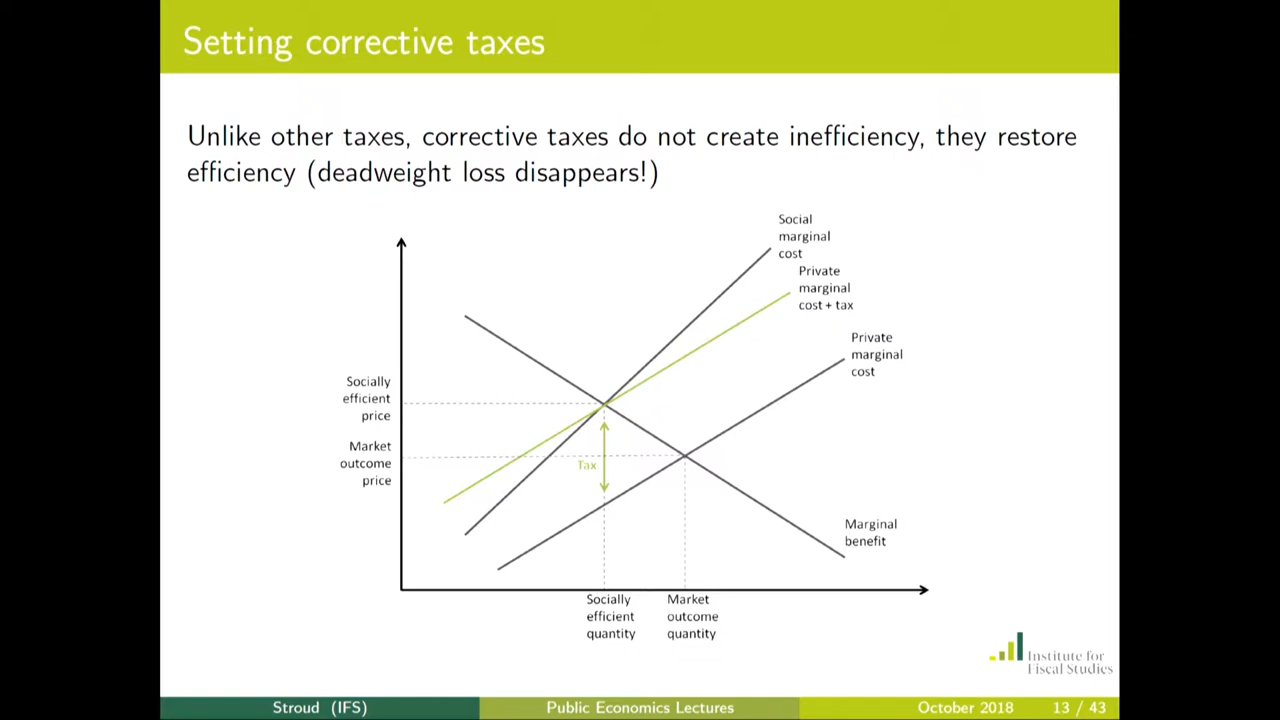 Setting corrective taxes
Unlike other taxes, corrective taxes do not create inefficiency, they restore
efficiency (deadweight loss disappears!)
Social
marginal
cost
Private
marginal
cost + tax
Private
marginal
cost
Socially
efficient
price
Market
outcome
price
Tax
Marginal
benefit
Socially
efficient
quantity
Market
outcome
quantity
Institute for
Fiscal Studies
Stroud (IFS)
Public Economics Lectures
October 2018
13 / 43